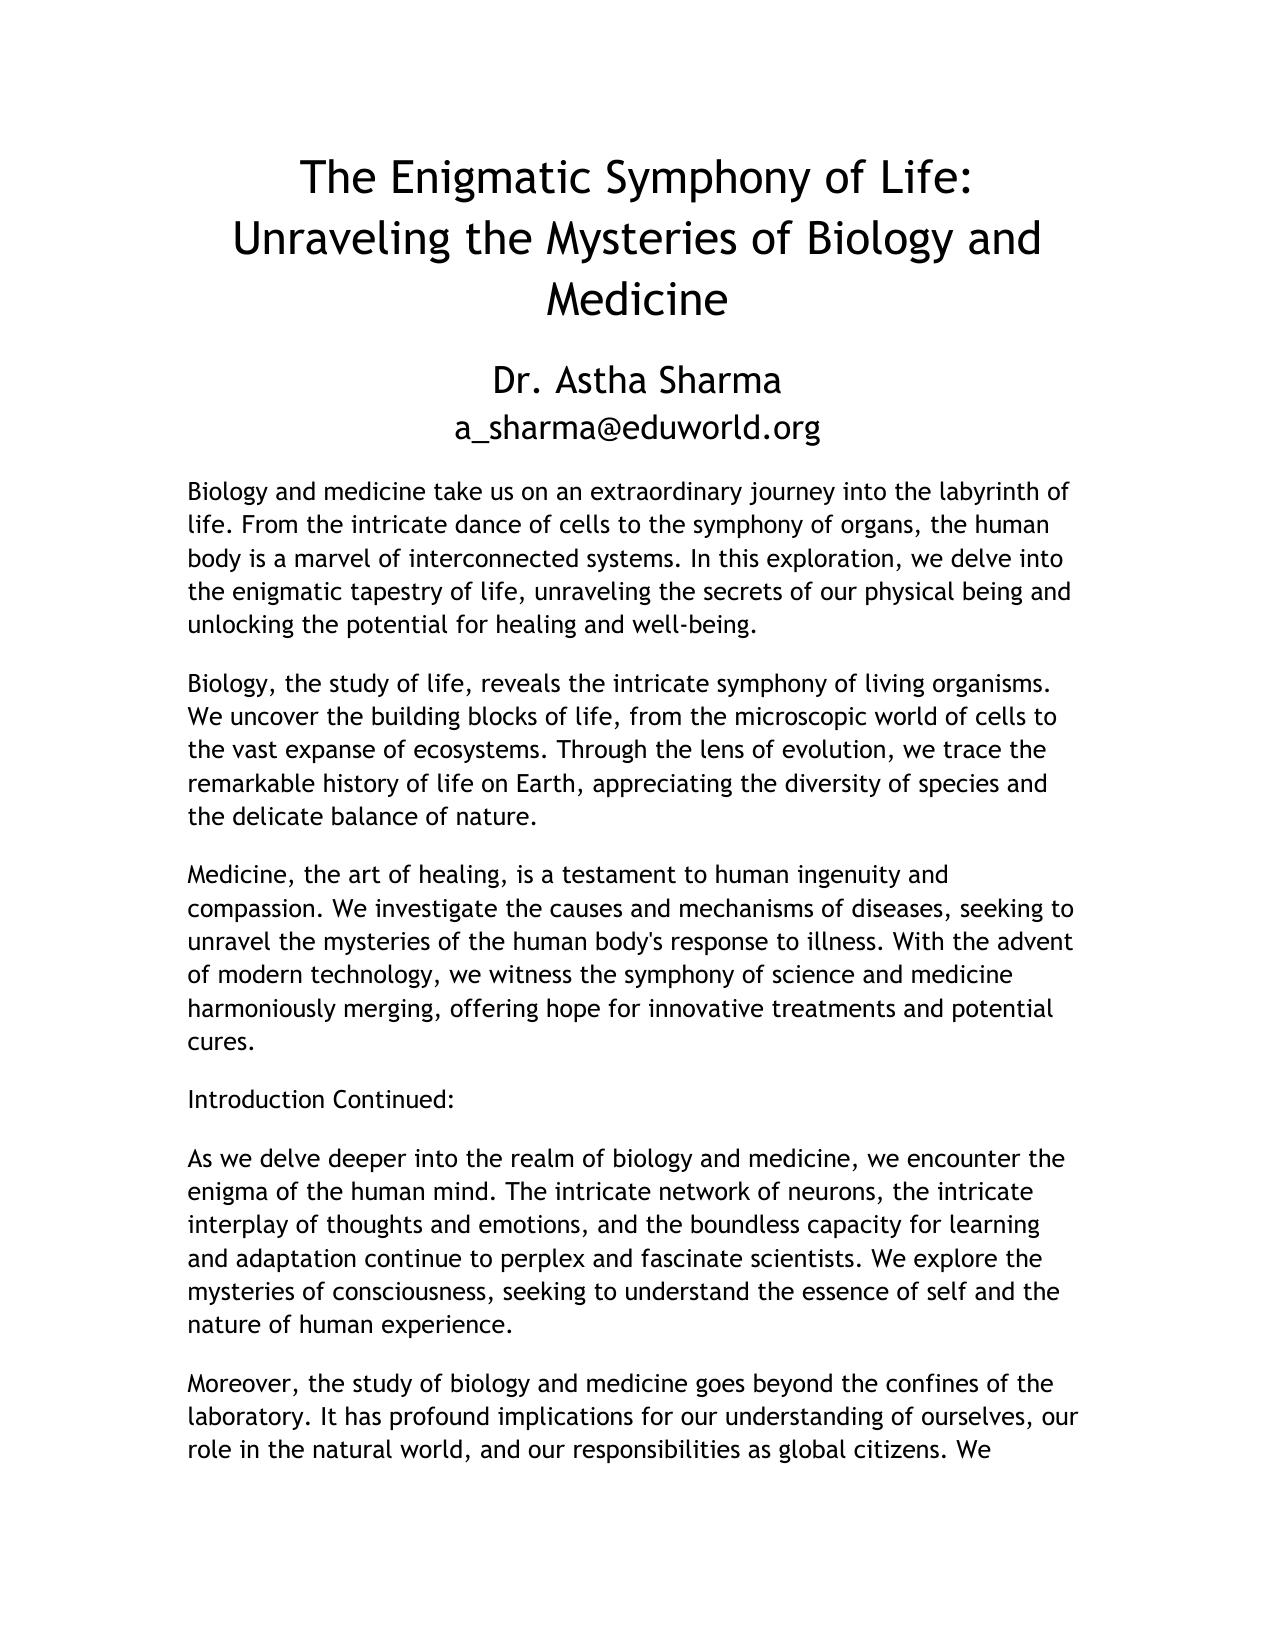 The Enigmatic Symphony of Life:
Unraveling the Mysteries of Biology and
Medicine
Dr. Astha Sharma
a_sharma@eduworld.org
Biology and medicine take us on an extraordinary journey into the labyrinth of
life. From the intricate dance of cells to the symphony of organs, the human
body is a marvel of interconnected systems. In this exploration, we delve into
the enigmatic tapestry of life, unraveling the secrets of our physical being and
unlocking the potential for healing and well-being.
Biology, the study of life, reveals the intricate symphony of living organisms.
We uncover the building blocks of life, from the microscopic world of cells to
the vast expanse of ecosystems. Through the lens of evolution, we trace the
remarkable history of life on Earth, appreciating the diversity of species and
the delicate balance of nature.
Medicine, the art of healing, is a testament to human ingenuity and
compassion. We investigate the causes and mechanisms of diseases, seeking to
unravel the mysteries of the human body's response to illness. With the advent
of modern technology, we witness the symphony of science and medicine
harmoniously merging, offering hope for innovative treatments and potential
cures.
Introduction Continued:
As we delve deeper into the realm of biology and medicine, we encounter the
enigma of the human mind. The intricate network of neurons, the intricate
interplay of thoughts and emotions, and the boundless capacity for learning
and adaptation continue to perplex and fascinate scientists. We explore the
mysteries of consciousness, seeking to understand the essence of self and the
nature of human experience.
Moreover, the study of biology and medicine goes beyond the confines of the
laboratory. It has profound implications for our understanding of ourselves, our
role in the natural world, and our responsibilities as global citizens. We